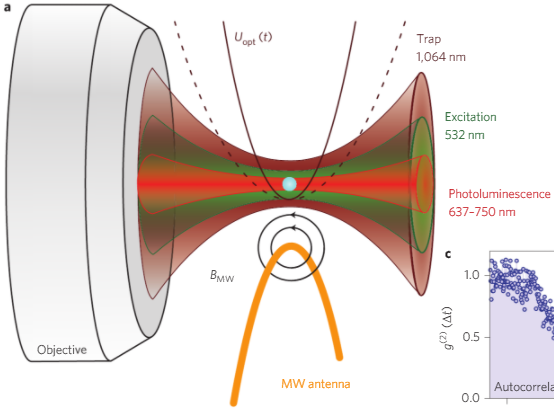 a
U_opt (t)
Trap
1,064 nm
Excitation
532 nm
Photoluminescence
637–750 nm
B_MW
Objective
MW antenna
c
1.0
0.5
0.0
g^(2) (Δt)
Autocorrela